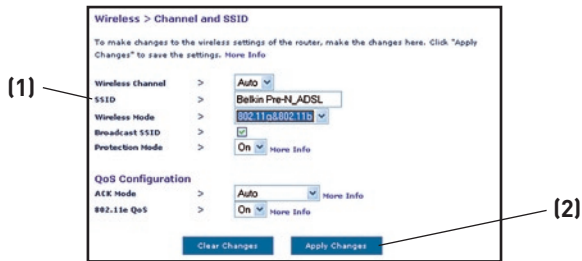 Wireless > Channel and SSID
To make changes to the wireless settings of the router, make the changes here. Click "Apply
Changes" to save the settings. More Info
Wireless Channel > Auto
(1)
SSID > Belkin Pre-N_ADSL
Wireless Mode > 802.11g&802.11b
Broadcast SSID >
Protection Mode > On More Info
QoS Configuration
ACK Mode > Auto More Info
802.11e QoS > On More Info
(2)
Clear Changes Apply Changes